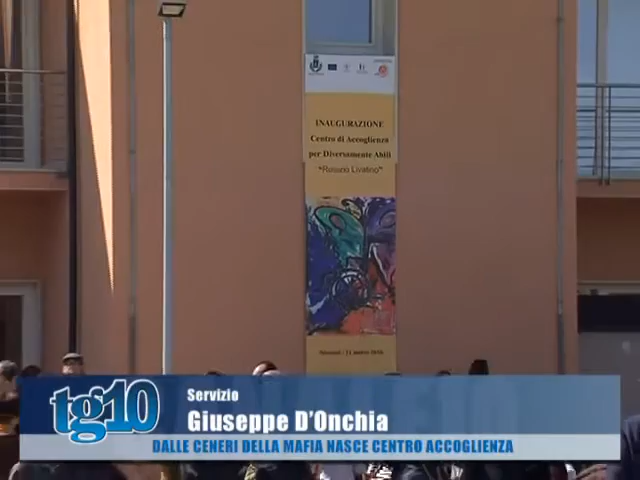 INAUGURAZIONE
Centro di Accoglienza
per Diversamente Abili
"Rosario Livatino"
tg10
Servizio
Giuseppe D'Onchia
DALLE CENERI DELLA MAFIA NASCE CENTRO ACCOGLIENZA